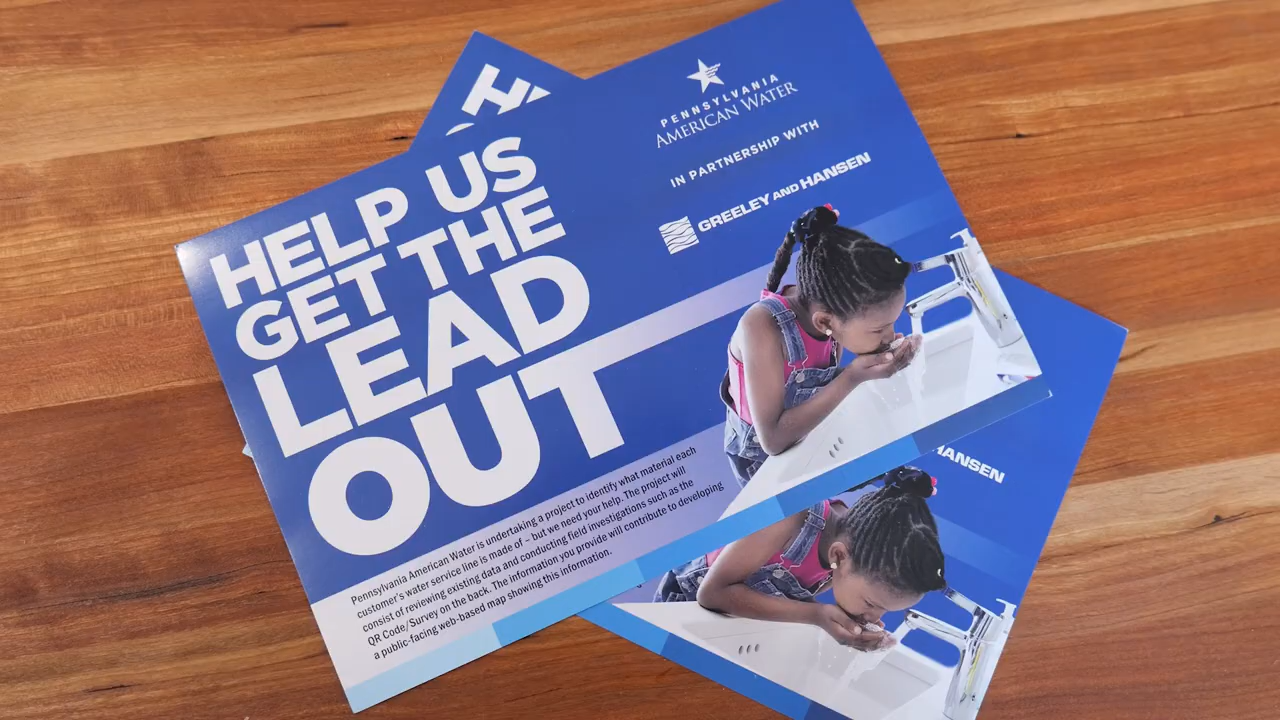 HELP US
GET THE
LEAD
OUT
PENNSYLVANIA
AMERICAN WATER
IN PARTNERSHIP WITH
GREELEY AND HANSEN
Pennsylvania American Water is undertaking a project to identify what material each
customer's water service line is made of – but we need your help. The project will
consist of reviewing existing data and conducting field investigations such as the
QR Code/Survey on the back. The information you provide will contribute to developing
a public-facing web-based map showing this information.
H
HANSEN